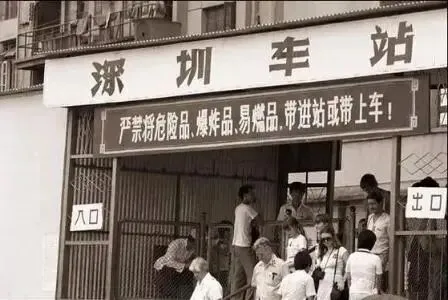 深圳车站
严禁将危险品、爆炸品、易燃品、带进站或带上车！
入口
出口